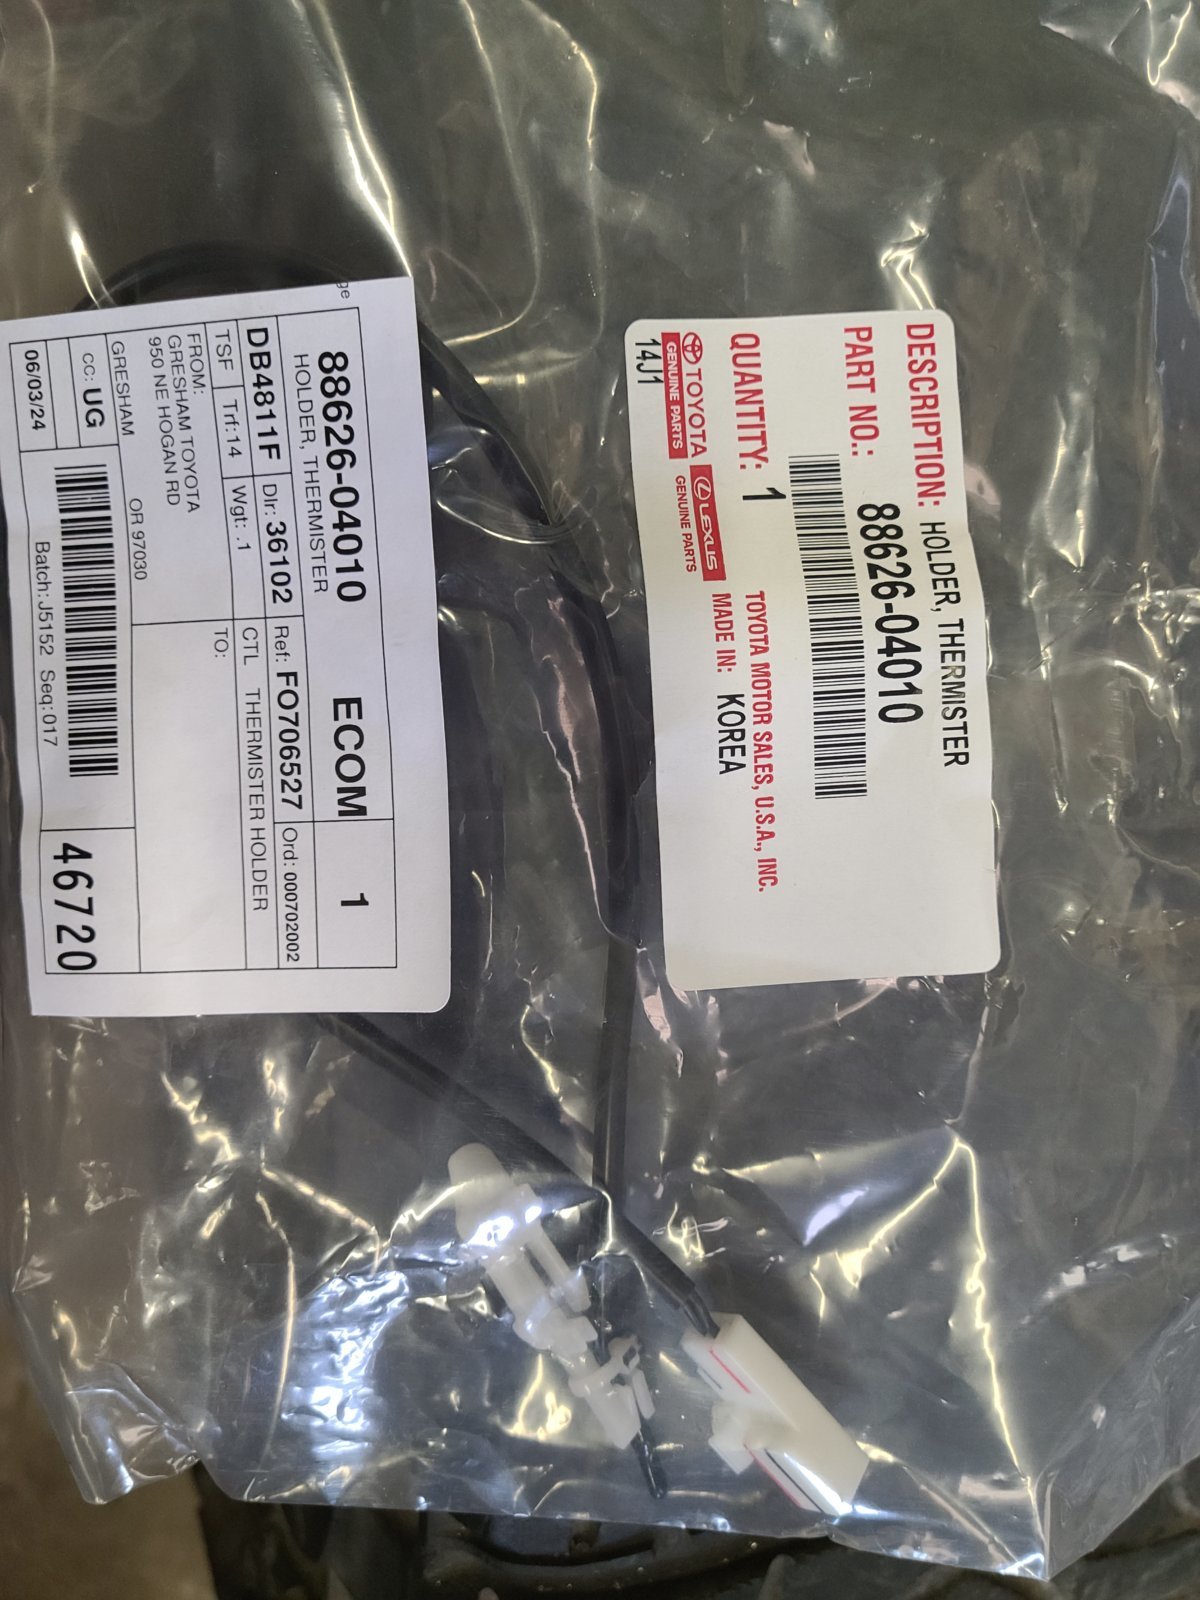 DESCRIPTION: HOLDER, THERMISTER
PART NO.: 88626-04010
QUANTITY: 1
TOYOTA MOTOR SALES, U.S.A., INC.
MADE IN: KOREA
TOYOTA
GENUINE PARTS
LEXUS
GENUINE PARTS
14J1
ge
88626-04010 ECOM 1
HOLDER, THERMISTER
DB4811F Dlr: 36102 Ref: FO706527 Ord: 000702002
TSF Trf:14 Wgt: .1 CTL THERMISTER HOLDER
FROM:
GRESHAM TOYOTA
950 NE HOGAN RD
TO:
GRESHAM OR 97030
CC: UG
06/03/24
Batch: J5152 Seq:017
46720